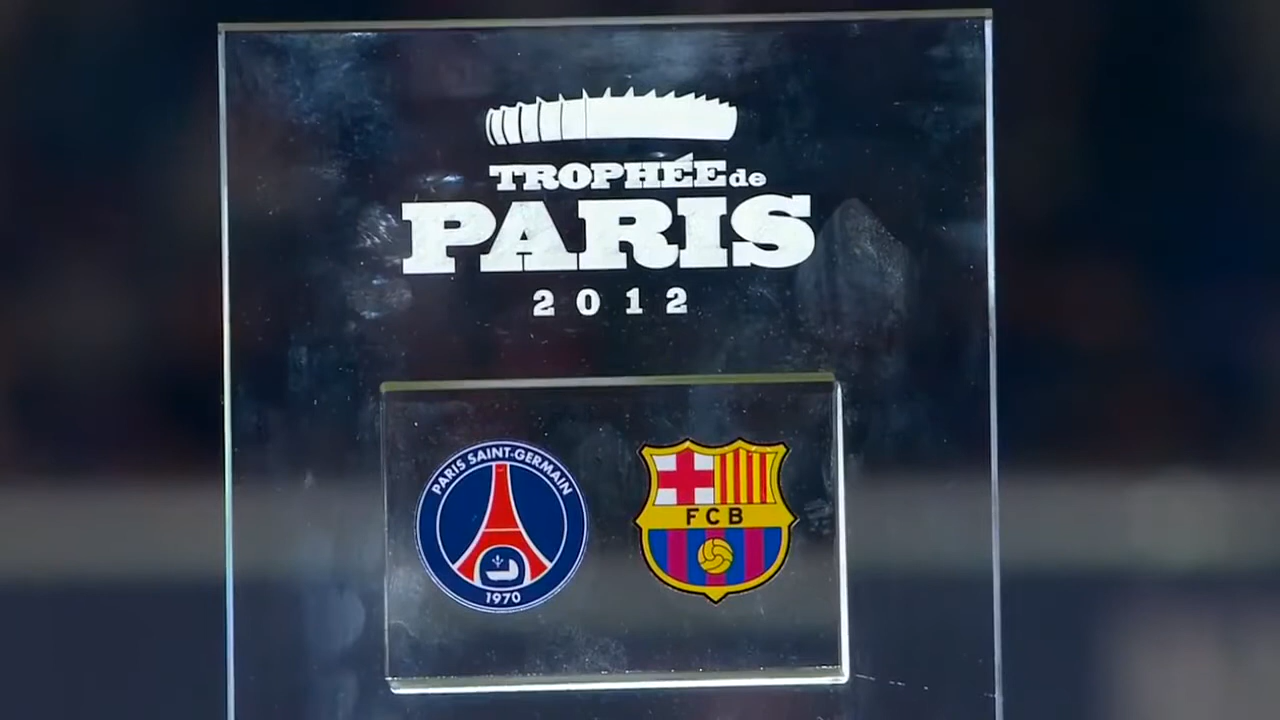 TROPHÉE de
PARIS
2012
PARIS SAINT-GERMAIN
1970
FCB